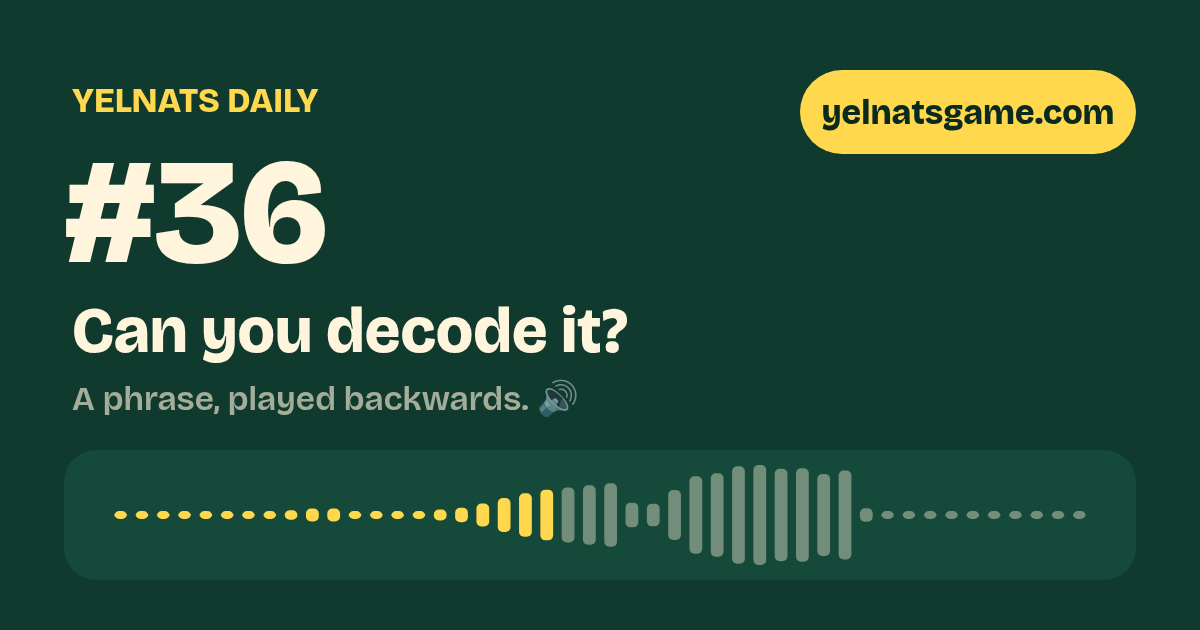 YELNATS DAILY
yelnatsgame.com
#36
Can you decode it?
A phrase, played backwards. 🔊